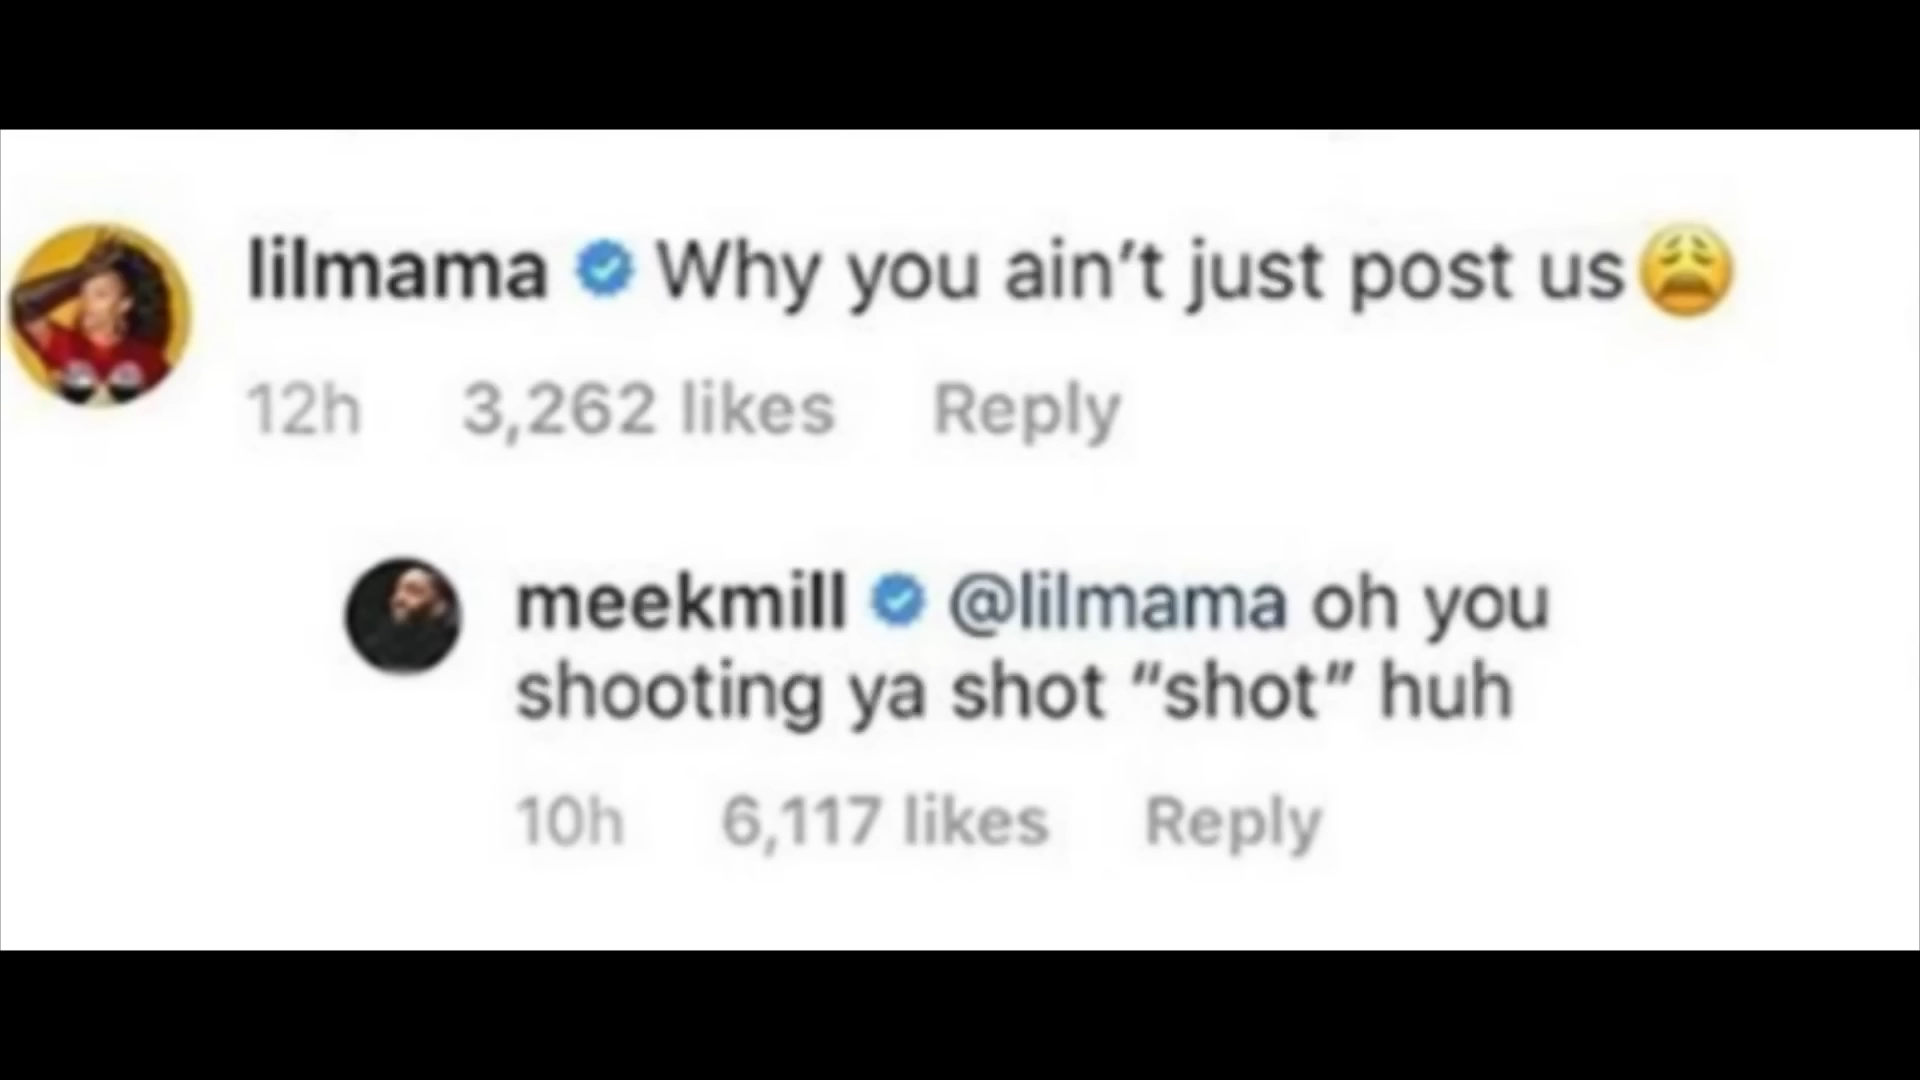 lilmama Why you ain’t just post us😩
12h 3,262 likes Reply
meekmill @lilmama oh you
shooting ya shot “shot” huh
10h 6,117 likes Reply